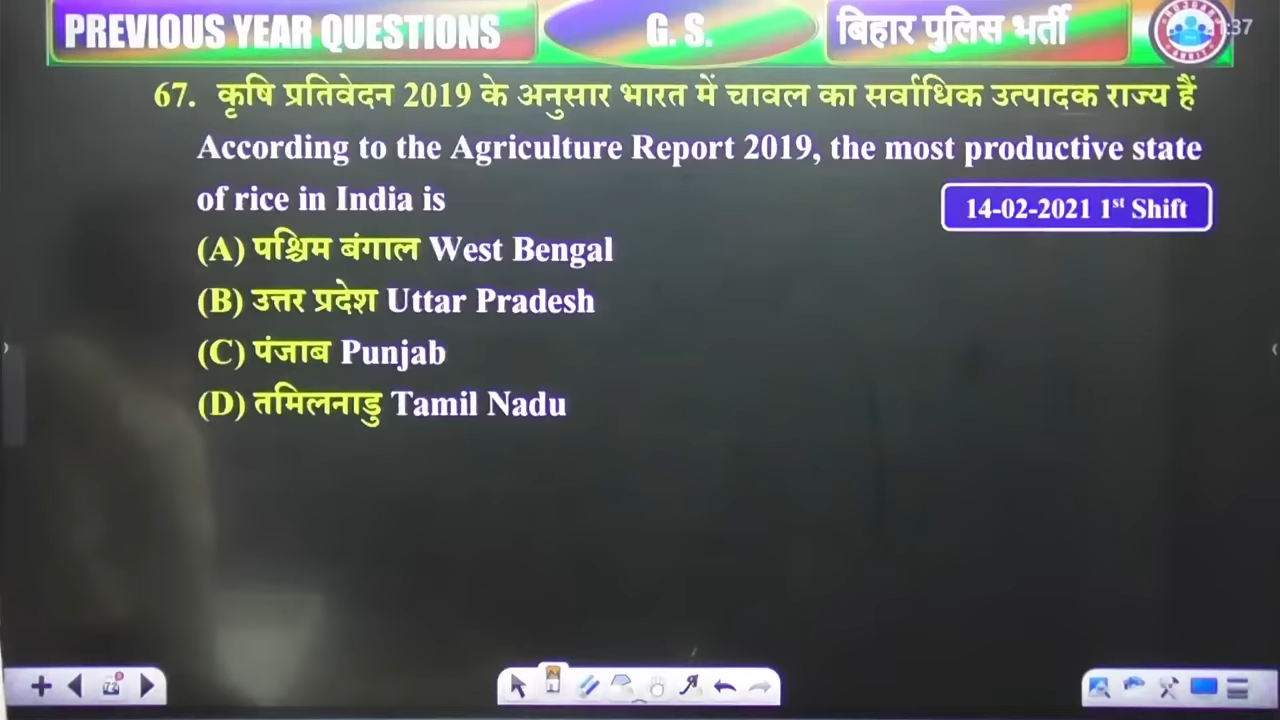 PREVIOUS YEAR QUESTIONS
G. S.
बिहार पुलिस भर्ती
:37
67. कृषि प्रतिवेदन 2019 के अनुसार भारत में चावल का सर्वाधिक उत्पादक राज्य हैं
According to the Agriculture Report 2019, the most productive state
of rice in India is
14-02-2021 1st Shift
(A) पश्चिम बंगाल West Bengal
(B) उत्तर प्रदेश Uttar Pradesh
(C) पंजाब Punjab
(D) तमिलनाडु Tamil Nadu
72